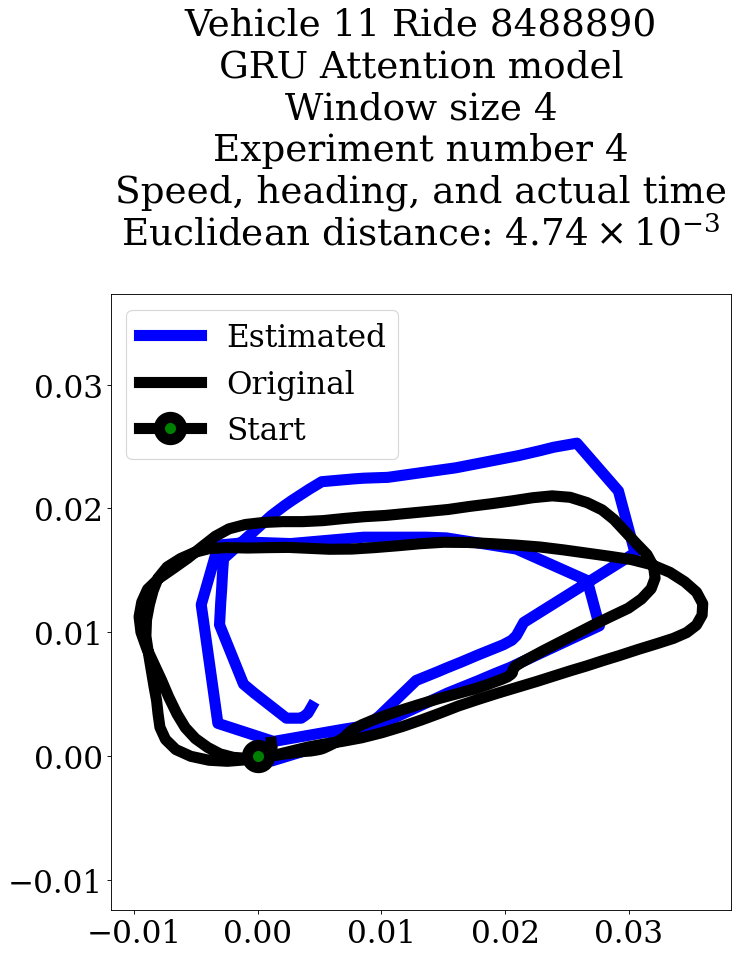 Vehicle 11 Ride 8488890
GRU Attention model
Window size 4
Experiment number 4
Speed, heading, and actual time
Euclidean distance: 4.74 × 10⁻³
Estimated
Original
Start
0.03
0.02
0.01
0.00
−0.01
−0.01 0.00 0.01 0.02 0.03